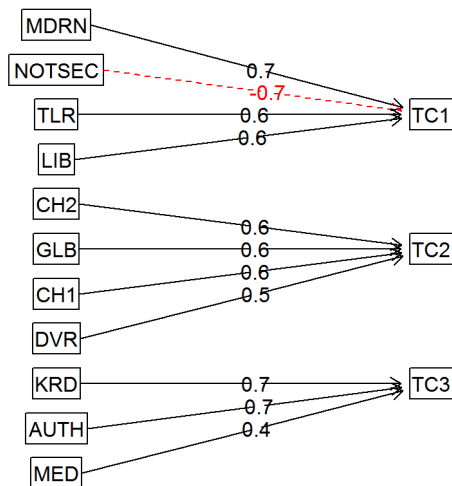 MDRN
NOTSEC
TLR
LIB
CH2
GLB
CH1
DVR
KRD
AUTH
MED
0.7
-0.7
0.6
0.6
0.6
0.6
0.6
0.5
0.7
0.7
0.4
TC1
TC2
TC3